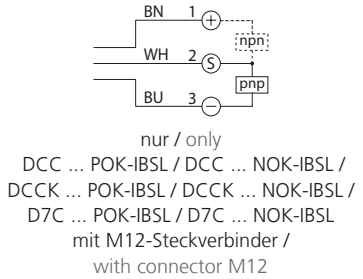 BN 1 +
npn
WH 2 S
pnp
BU 3 −
nur / only
DCC ... POK-IBSL / DCC ... NOK-IBSL /
DCCK ... POK-IBSL / DCCK ... NOK-IBSL /
D7C ... POK-IBSL / D7C ... NOK-IBSL
mit M12-Steckverbinder /
with connector M12